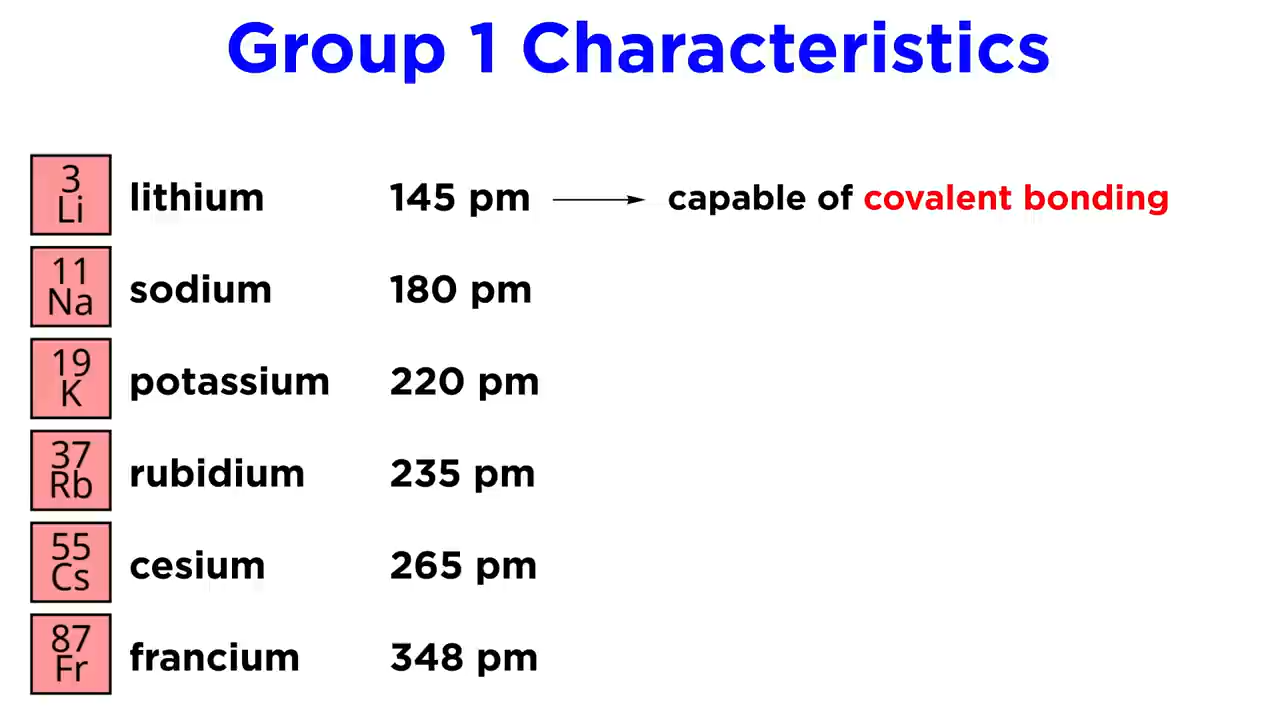 Group 1 Characteristics
3
Li
lithium 145 pm capable of covalent bonding
11
Na
sodium 180 pm
19
K
potassium 220 pm
37
Rb
rubidium 235 pm
55
Cs
cesium 265 pm
87
Fr
francium 348 pm